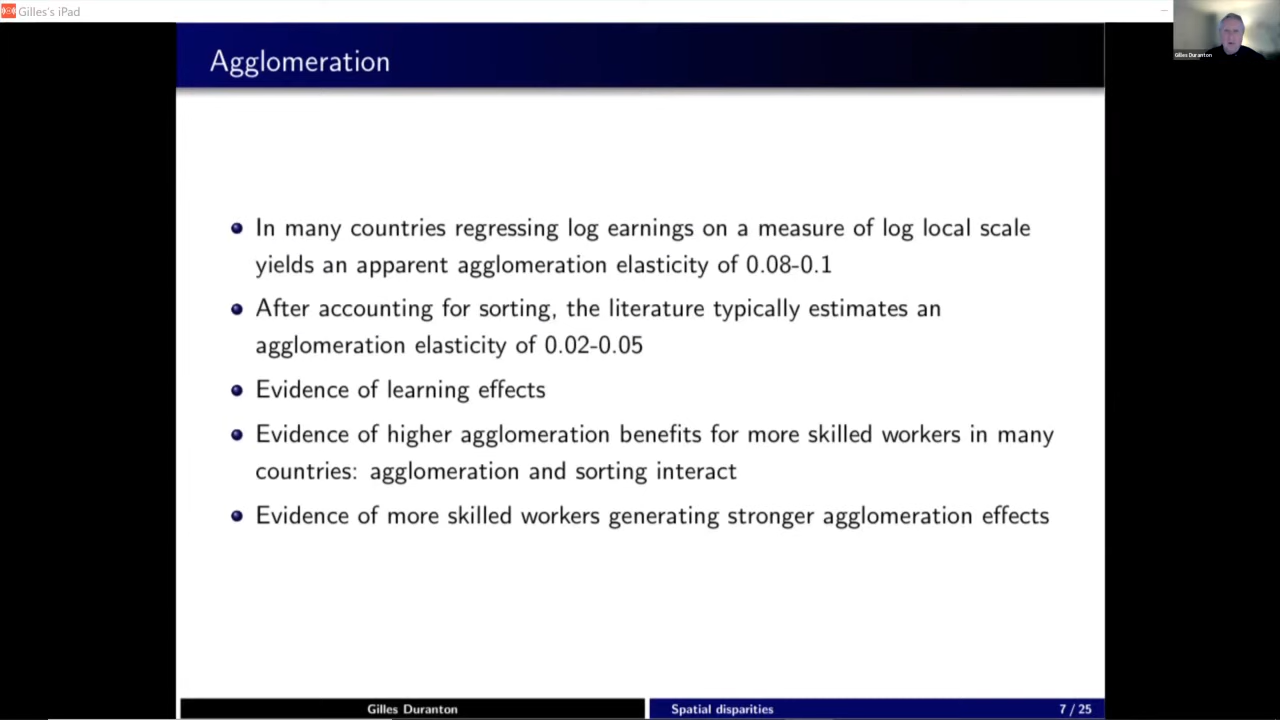 Gilles's iPad
Gilles Duranton
Agglomeration
In many countries regressing log earnings on a measure of log local scale
yields an apparent agglomeration elasticity of 0.08-0.1
After accounting for sorting, the literature typically estimates an
agglomeration elasticity of 0.02-0.05
Evidence of learning effects
Evidence of higher agglomeration benefits for more skilled workers in many
countries: agglomeration and sorting interact
Evidence of more skilled workers generating stronger agglomeration effects
Gilles Duranton
Spatial disparities
7 / 25